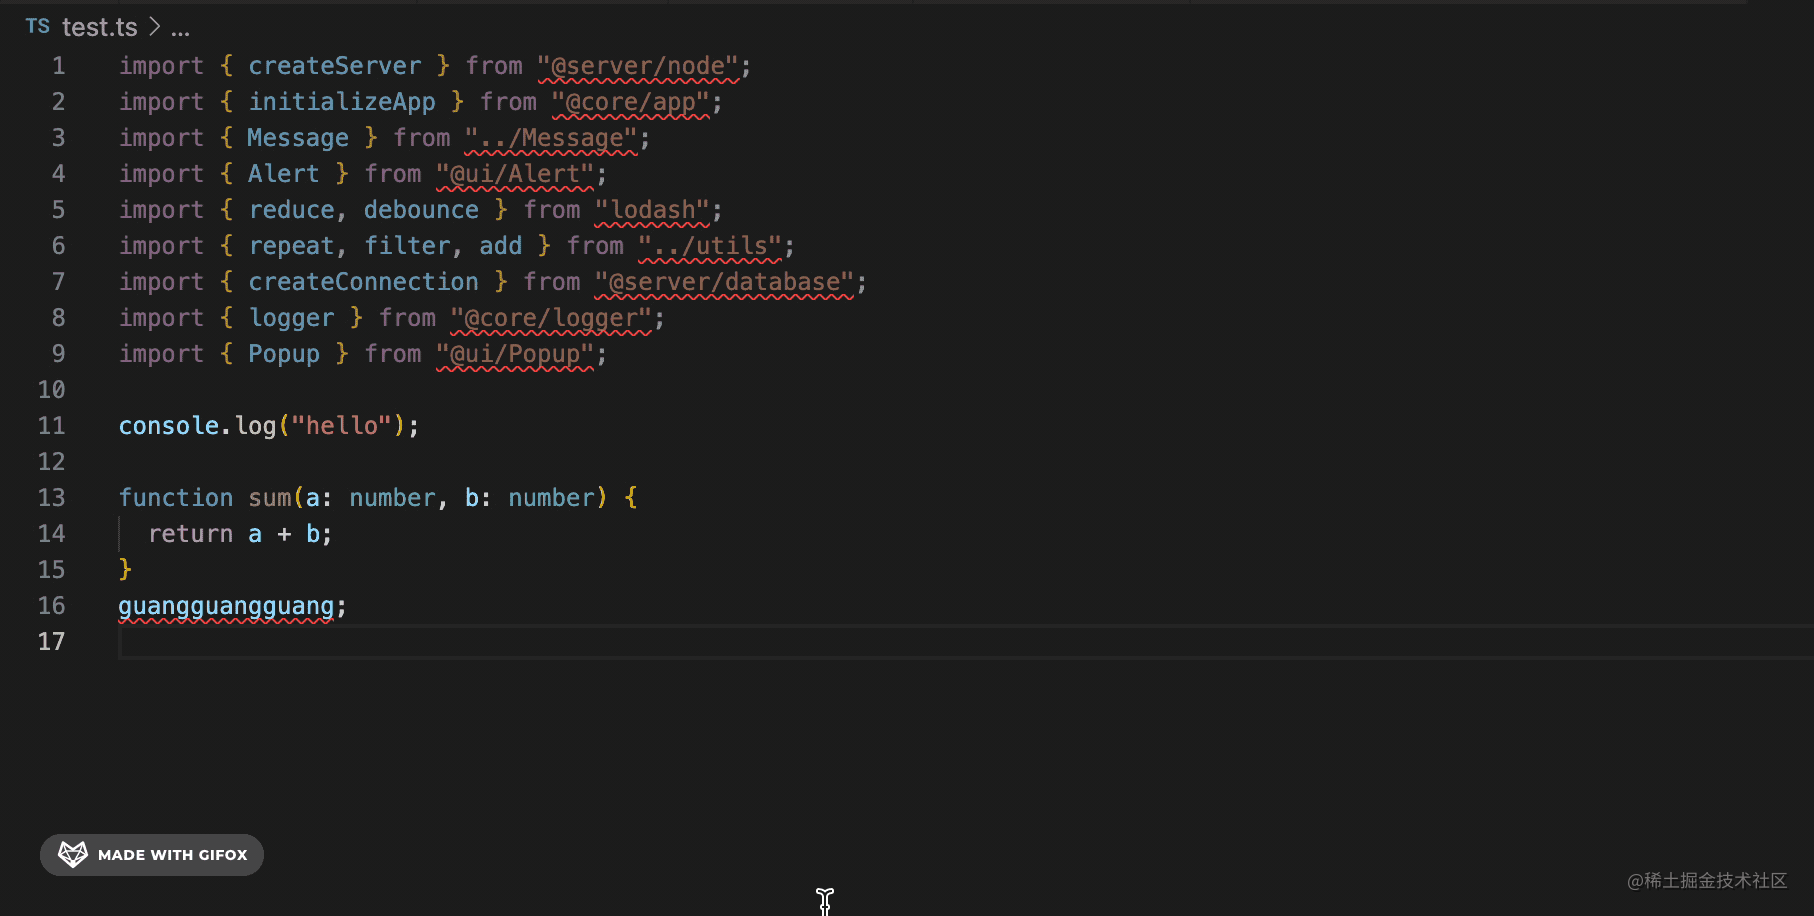 TS test.ts > ...
1 import { createServer } from "@server/node";
2 import { initializeApp } from "@core/app";
3 import { Message } from "../Message";
4 import { Alert } from "@ui/Alert";
5 import { reduce, debounce } from "lodash";
6 import { repeat, filter, add } from "../utils";
7 import { createConnection } from "@server/database";
8 import { logger } from "@core/logger";
9 import { Popup } from "@ui/Popup";
10
11 console.log("hello");
12
13 function sum(a: number, b: number) {
14   return a + b;
15 }
16 guangguangguang;
17
MADE WITH GIFOX
@稀土掘金技术社区